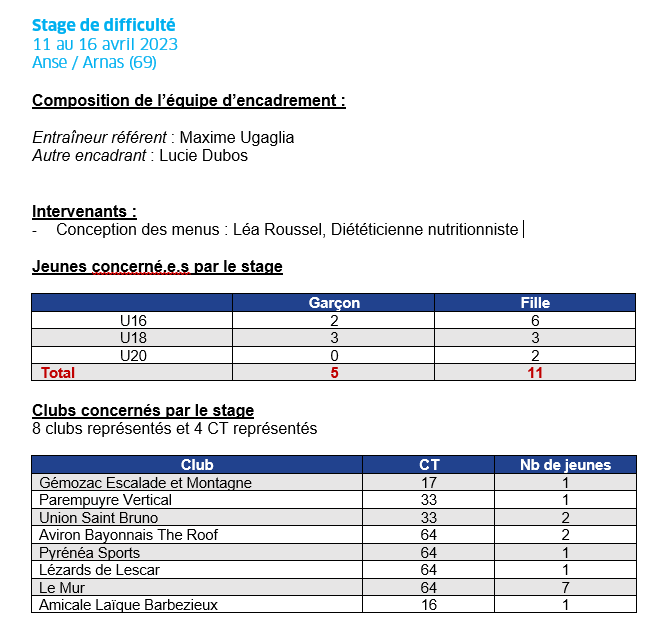 Stage de difficulté
11 au 16 avril 2023
Anse / Arnas (69)
Composition de l'équipe d'encadrement :
Entraîneur référent : Maxime Ugaglia
Autre encadrant : Lucie Dubos
Intervenants :
- Conception des menus : Léa Roussel, Diététicienne nutritionniste
Jeunes concerné.e.s par le stage
Garçon Fille
U16 2 6
U18 3 3
U20 0 2
Total 5 11
Clubs concernés par le stage
8 clubs représentés et 4 CT représentés
Club CT Nb de jeunes
Gémozac Escalade et Montagne 17 1
Parempuyre Vertical 33 1
Union Saint Bruno 33 2
Aviron Bayonnais The Roof 64 2
Pyrénéa Sports 64 1
Lézards de Lescar 64 1
Le Mur 64 7
Amicale Laïque Barbezieux 16 1